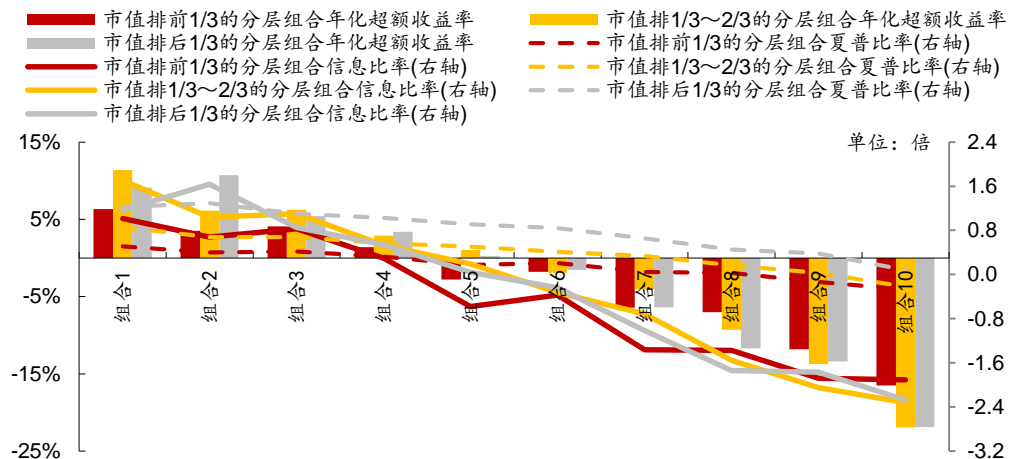 市值排前1/3的分层组合年化超额收益率
市值排1/3～2/3的分层组合年化超额收益率
市值排后1/3的分层组合年化超额收益率
市值排前1/3的分层组合夏普比率(右轴)
市值排前1/3的分层组合信息比率(右轴)
市值排1/3～2/3的分层组合夏普比率(右轴)
市值排1/3～2/3的分层组合信息比率(右轴)
市值排后1/3的分层组合夏普比率(右轴)
市值排后1/3的分层组合信息比率(右轴)
单位：倍
15%
5%
-5%
-15%
-25%
组合1
组合2
组合3
组合4
组合5
组合6
组合7
组合8
组合9
组合10
2.4
1.6
0.8
0.0
-0.8
-1.6
-2.4
-3.2